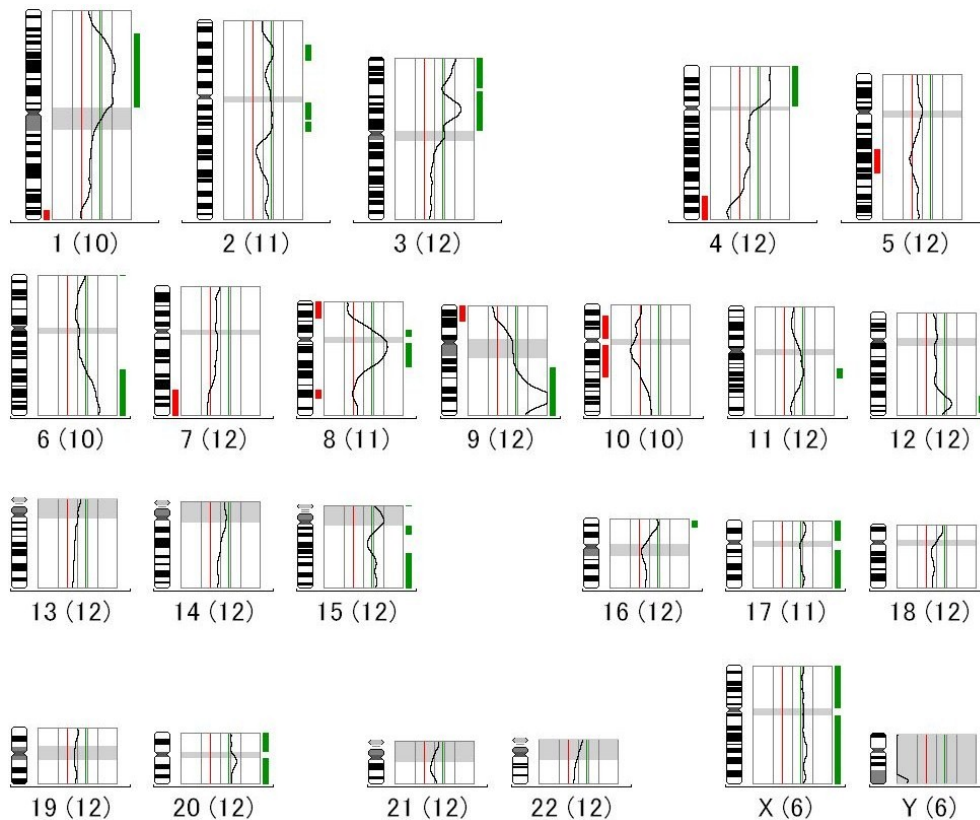 1 (10) 2 (11) 3 (12) 4 (12) 5 (12)
6 (10) 7 (12) 8 (11) 9 (12) 10 (10) 11 (12) 12 (12)
13 (12) 14 (12) 15 (12) 16 (12) 17 (11) 18 (12)
19 (12) 20 (12) 21 (12) 22 (12) X (6) Y (6)